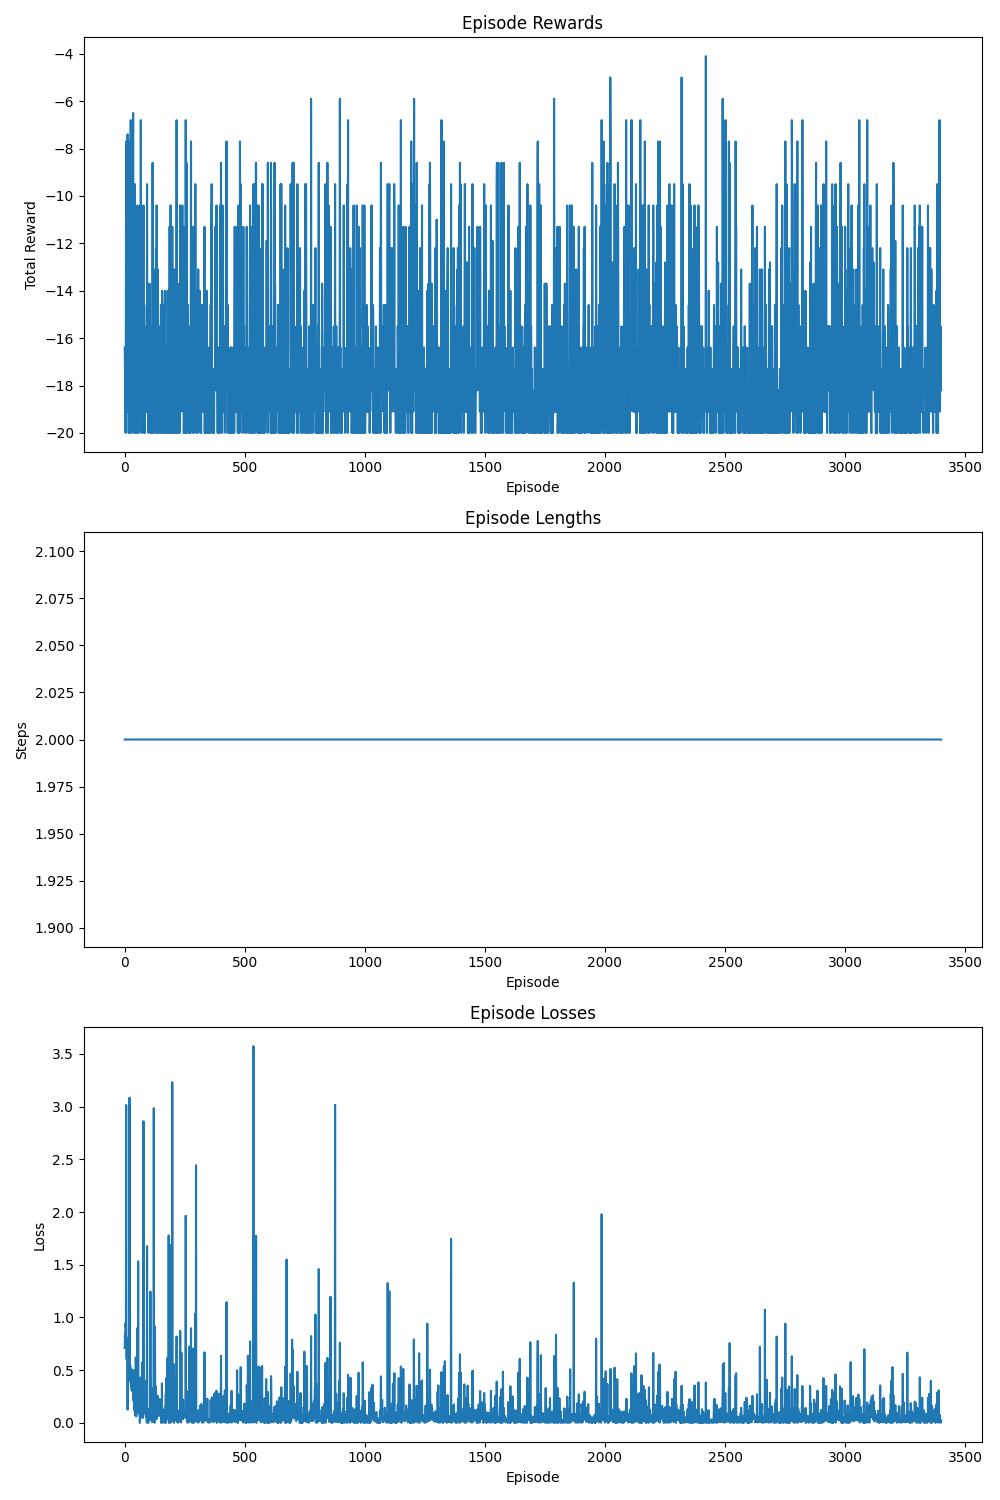 Episode Rewards
Total Reward
−4
−6
−8
−10
−12
−14
−16
−18
−20
0 500 1000 1500 2000 2500 3000 3500
Episode
Episode Lengths
Steps
2.100
2.075
2.050
2.025
2.000
1.975
1.950
1.925
1.900
0 500 1000 1500 2000 2500 3000 3500
Episode
Episode Losses
Loss
3.5
3.0
2.5
2.0
1.5
1.0
0.5
0.0
0 500 1000 1500 2000 2500 3000 3500
Episode